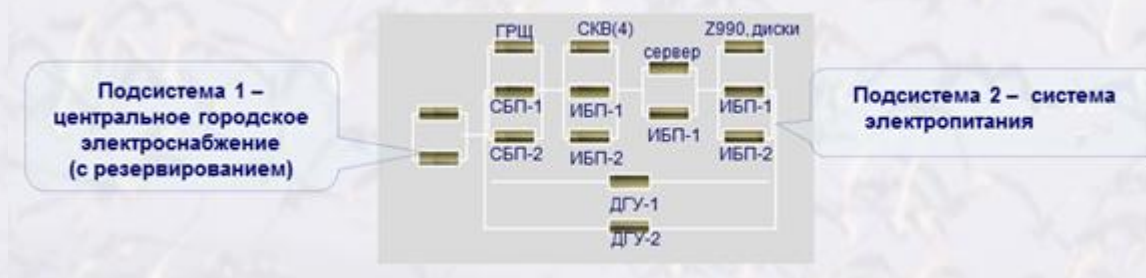 Подсистема 1 –
центральное городское
электроснабжение
(с резервированием)
ГРЩ
СКВ(4)
Z990, диски
сервер
СБП-1
ИБП-1
ИБП-1
ИБП-1
СБП-2
ИБП-2
ИБП-2
ДГУ-1
ДГУ-2
Подсистема 2 – система
электропитания